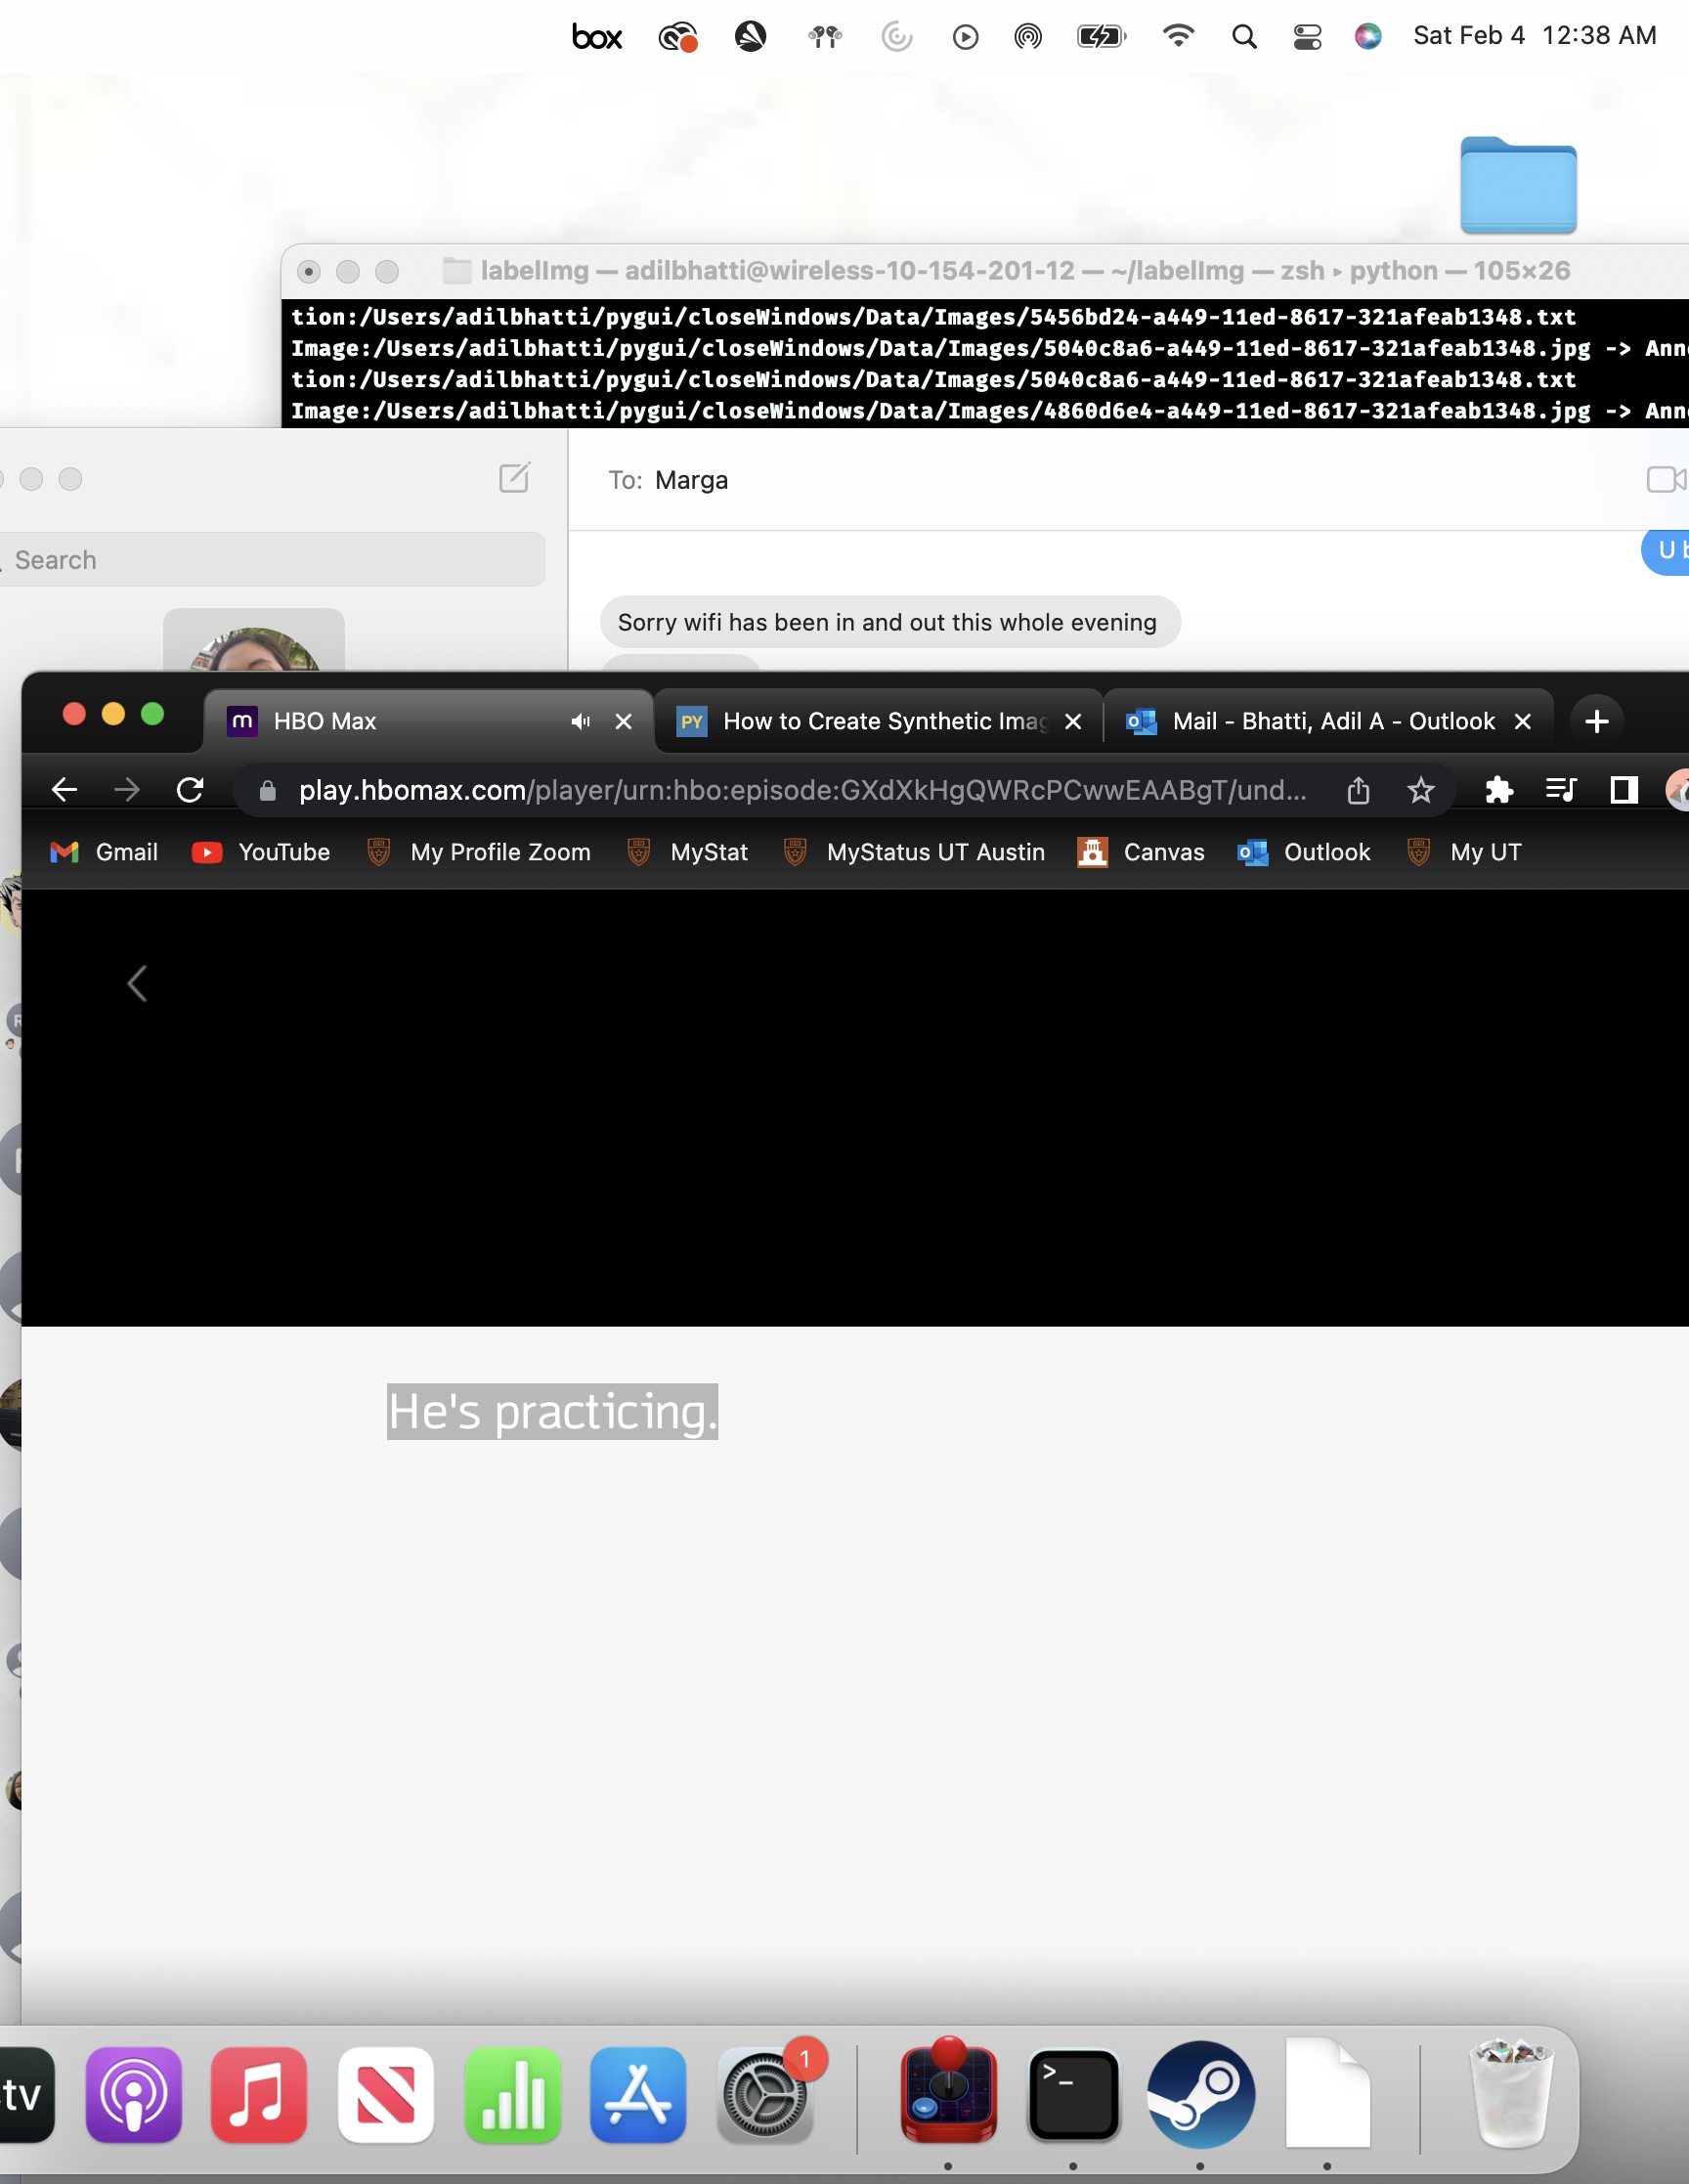 box Sat Feb 4 12:38 AM
labelImg — adilbhatti@wireless-10-154-201-12 — ~/labelImg — zsh ▸ python — 105×26
tion:/Users/adilbhatti/pygui/closeWindows/Data/Images/5456bd24-a449-11ed-8617-321afeab1348.txt
Image:/Users/adilbhatti/pygui/closeWindows/Data/Images/5040c8a6-a449-11ed-8617-321afeab1348.jpg -> Ann
tion:/Users/adilbhatti/pygui/closeWindows/Data/Images/5040c8a6-a449-11ed-8617-321afeab1348.txt
Image:/Users/adilbhatti/pygui/closeWindows/Data/Images/4860d6e4-a449-11ed-8617-321afeab1348.jpg -> Ann
To: Marga
U
Search
Sorry wifi has been in and out this whole evening
m HBO Max PY How to Create Synthetic Imag Mail - Bhatti, Adil A - Outlook
play.hbomax.com/player/urn:hbo:episode:GXdXkHgQWRcPCwwEAABgT/und...
Gmail YouTube My Profile Zoom MyStat MyStatus UT Austin Canvas Outlook My UT
He's practicing.
tv 1 >_